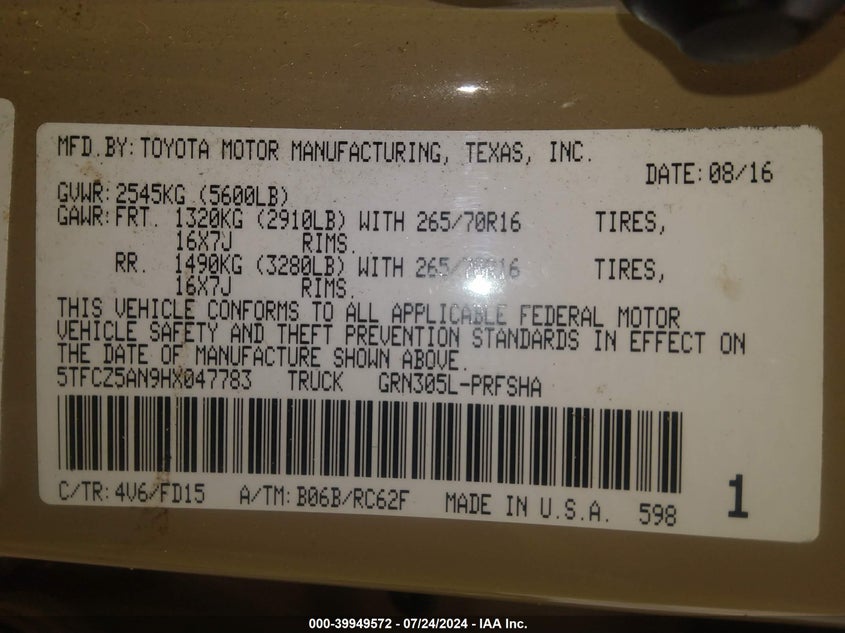 MFD.BY: TOYOTA MOTOR MANUFACTURING, TEXAS, INC.
DATE: 08/16
GVWR: 2545KG (5600LB)
GAWR: FRT. 1320KG (2910LB) WITH 265/70R16 TIRES,
16X7J RIMS.
RR. 1490KG (3280LB) WITH 265/70R16 TIRES,
16X7J RIMS.
THIS VEHICLE CONFORMS TO ALL APPLICABLE FEDERAL MOTOR
VEHICLE SAFETY AND THEFT PREVENTION STANDARDS IN EFFECT ON
THE DATE OF MANUFACTURE SHOWN ABOVE.
5TFCZ5AN9HX047783 TRUCK GRN305L-PRFSHA
C/TR: 4V6/FD15 A/TM: B06B/RC62F MADE IN U.S.A. 598
1
000-39949572 - 07/24/2024 - IAA Inc.